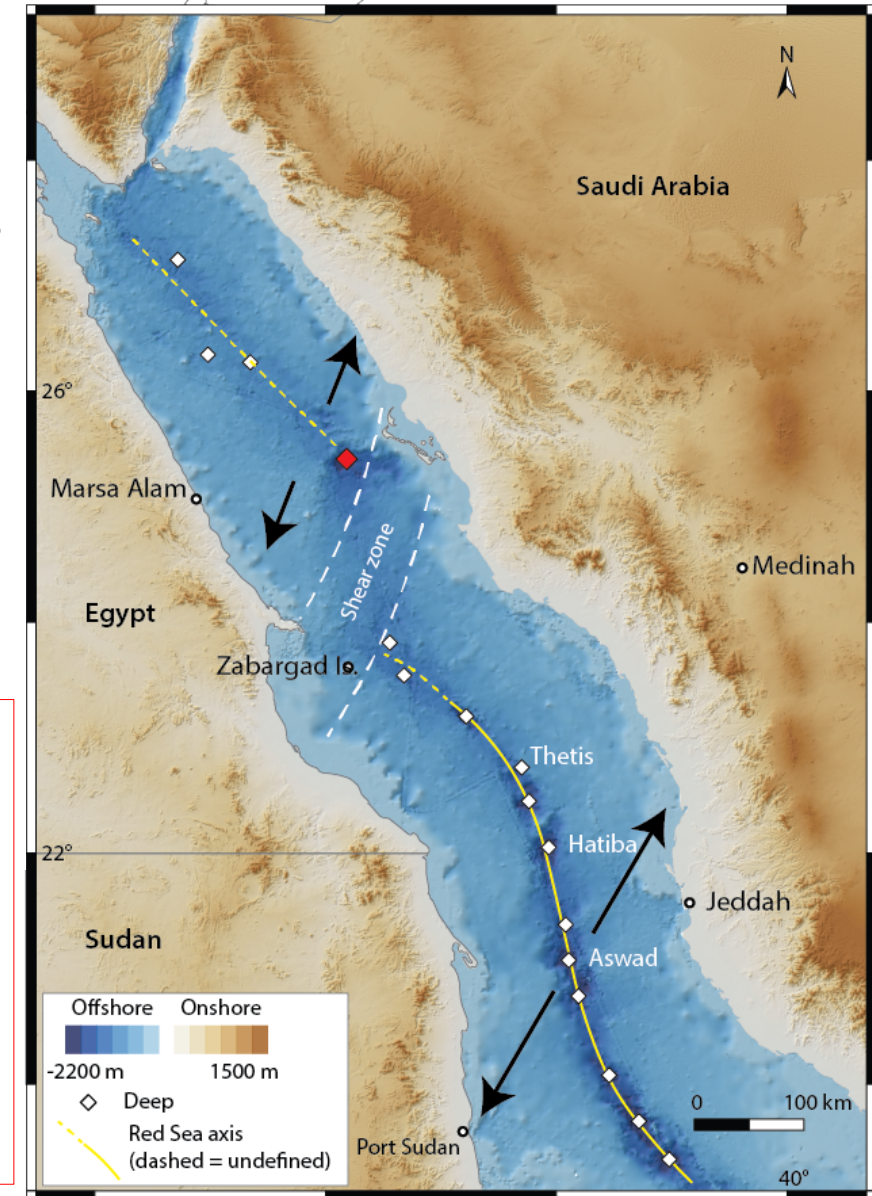 N
Saudi Arabia
26°
Marsa Alam
Shear zone
Medinah
Egypt
Zabargad Is.
Thetis
22°
Hatiba
Jeddah
Sudan
Aswad
Offshore Onshore
-2200 m 1500 m
Deep
Red Sea axis
(dashed = undefined)
0 100 km
Port Sudan
40°